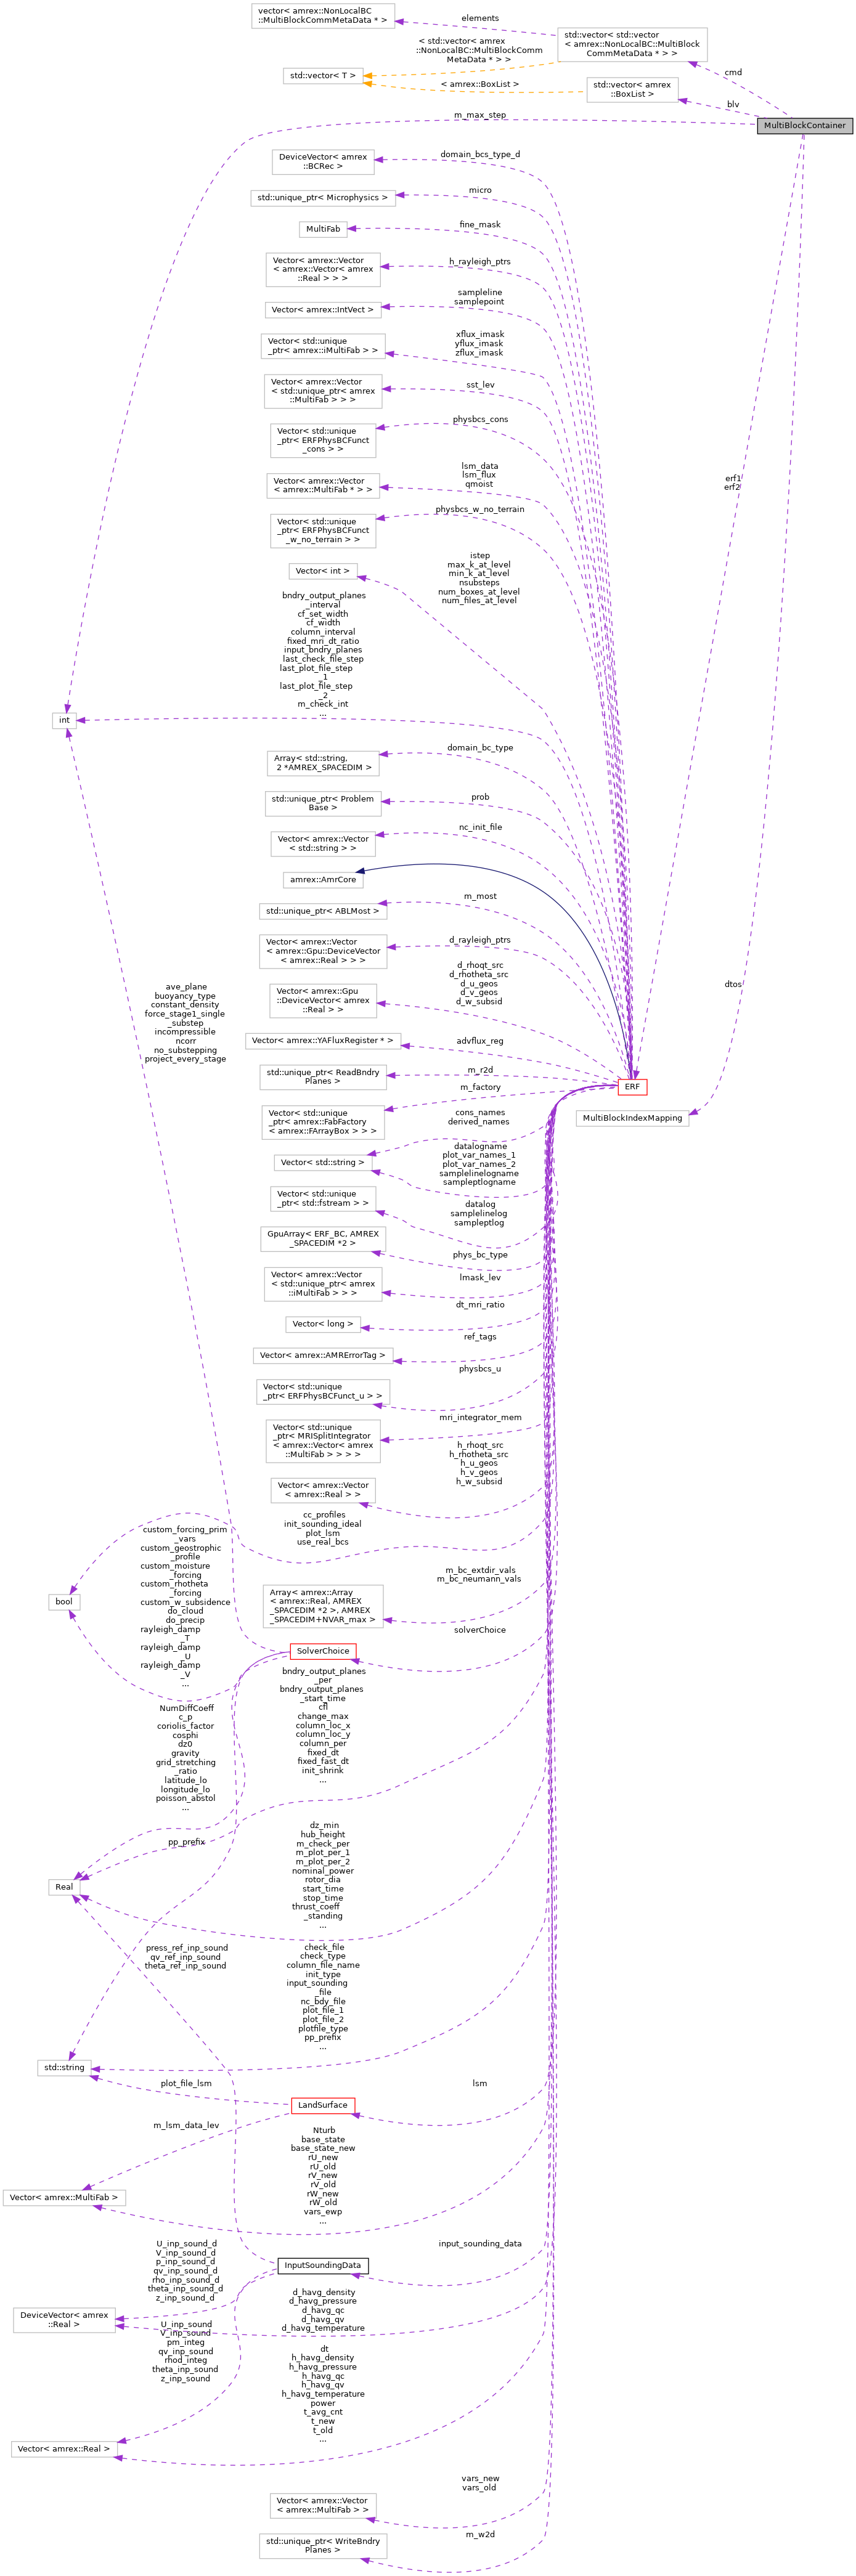 vector< amrex::NonLocalBC
::MultiBlockCommMetaData * >
elements
std::vector< std::vector
< amrex::NonLocalBC::MultiBlock
CommMetaData * > >
< std::vector< amrex
::NonLocalBC::MultiBlockComm
MetaData * > >
std::vector< T >
< amrex::BoxList >
std::vector< amrex
::BoxList >
cmd
blv
MultiBlockContainer
m_max_step
DeviceVector< amrex
::BCRec >
domain_bcs_type_d
std::unique_ptr< Microphysics >
micro
MultiFab
fine_mask
Vector< amrex::Vector
< amrex::Vector< amrex
::Real > > >
h_rayleigh_ptrs
Vector< amrex::IntVect >
sampleline
samplepoint
Vector< std::unique
_ptr< amrex::iMultiFab > >
xflux_imask
yflux_imask
zflux_imask
Vector< amrex::Vector
< std::unique_ptr< amrex
::MultiFab > > >
sst_lev
Vector< std::unique
_ptr< ERFPhysBCFunct
_cons > >
physbcs_cons
Vector< amrex::Vector
< amrex::MultiFab * > >
lsm_data
lsm_flux
qmoist
erf1
erf2
Vector< std::unique
_ptr< ERFPhysBCFunct
_w_no_terrain > >
physbcs_w_no_terrain
Vector< int >
istep
max_k_at_level
min_k_at_level
nsubsteps
num_boxes_at_level
num_files_at_level
bndry_output_planes
_interval
cf_set_width
cf_width
column_interval
fixed_mri_dt_ratio
input_bndry_planes
last_check_file_step
last_plot_file_step
_1
last_plot_file_step
_2
m_check_int
...
int
Array< std::string,
2 *AMREX_SPACEDIM >
domain_bc_type
std::unique_ptr< Problem
Base >
prob
Vector< amrex::Vector
< std::string > >
nc_init_file
amrex::AmrCore
std::unique_ptr< ABLMost >
m_most
Vector< amrex::Vector
< amrex::Gpu::DeviceVector
< amrex::Real > > >
d_rayleigh_ptrs
Vector< amrex::Gpu
::DeviceVector< amrex
::Real > >
d_rhoqt_src
d_rhotheta_src
d_u_geos
d_v_geos
d_w_subsid
dtos
ave_plane
buoyancy_type
constant_density
force_stage1_single
_substep
incompressible
ncorr
no_substepping
project_every_stage
Vector< amrex::YAFluxRegister * >
advflux_reg
std::unique_ptr< ReadBndry
Planes >
m_r2d
ERF
MultiBlockIndexMapping
Vector< std::unique
_ptr< amrex::FabFactory
< amrex::FArrayBox > > >
m_factory
cons_names
derived_names
Vector< std::string >
datalogname
plot_var_names_1
plot_var_names_2
samplelinelogname
sampleptlogname
Vector< std::unique
_ptr< std::fstream > >
datalog
samplelinelog
sampleptlog
GpuArray< ERF_BC, AMREX
_SPACEDIM *2 >
phys_bc_type
Vector< amrex::Vector
< std::unique_ptr< amrex
::iMultiFab > > >
lmask_lev
Vector< long >
dt_mri_ratio
Vector< amrex::AMRErrorTag >
ref_tags
Vector< std::unique
_ptr< ERFPhysBCFunct_u > >
physbcs_u
Vector< std::unique
_ptr< MRISplitIntegrator
< amrex::Vector< amrex
::MultiFab > > > >
mri_integrator_mem
Vector< amrex::Vector
< amrex::Real > >
h_rhoqt_src
h_rhotheta_src
h_u_geos
h_v_geos
h_w_subsid
cc_profiles
init_sounding_ideal
plot_lsm
use_real_bcs
custom_forcing_prim
_vars
custom_geostrophic
_profile
custom_moisture
_forcing
custom_rhotheta
_forcing
custom_w_subsidence
do_cloud
do_precip
rayleigh_damp
_T
rayleigh_damp
_U
rayleigh_damp
_V
...
bool
Array< amrex::Array
< amrex::Real, AMREX
_SPACEDIM *2 >, AMREX
_SPACEDIM+NVAR_max >
m_bc_extdir_vals
m_bc_neumann_vals
SolverChoice
solverChoice
bndry_output_planes
_per
bndry_output_planes
_start_time
cfl
change_max
column_loc_x
column_loc_y
column_per
fixed_dt
fixed_fast_dt
init_shrink
...
NumDiffCoeff
c_p
coriolis_factor
cosphi
dz0
gravity
grid_stretching
_ratio
latitude_lo
longitude_lo
poisson_abstol
...
pp_prefix
Real
dz_min
hub_height
m_check_per
m_plot_per_1
m_plot_per_2
nominal_power
rotor_dia
start_time
stop_time
thrust_coeff
_standing
...
press_ref_inp_sound
qv_ref_inp_sound
theta_ref_inp_sound
check_file
check_type
column_file_name
init_type
input_sounding
_file
nc_bdy_file
plot_file_1
plot_file_2
plotfile_type
pp_prefix
...
std::string
plot_file_lsm
LandSurface
lsm
m_lsm_data_lev
Vector< amrex::MultiFab >
Nturb
base_state
base_state_new
rU_new
rU_old
rV_new
rV_old
rW_new
rW_old
vars_ewp
...
InputSoundingData
input_sounding_data
U_inp_sound_d
V_inp_sound_d
p_inp_sound_d
qv_inp_sound_d
rho_inp_sound_d
theta_inp_sound_d
z_inp_sound_d
DeviceVector< amrex
::Real >
d_havg_density
d_havg_pressure
d_havg_qc
d_havg_qv
d_havg_temperature
U_inp_sound
V_inp_sound
pm_integ
qv_inp_sound
rhod_integ
theta_inp_sound
z_inp_sound
dt
h_havg_density
h_havg_pressure
h_havg_qc
h_havg_qv
h_havg_temperature
power
t_avg_cnt
t_new
t_old
...
Vector< amrex::Real >
Vector< amrex::Vector
< amrex::MultiFab > >
vars_new
vars_old
std::unique_ptr< WriteBndry
Planes >
m_w2d